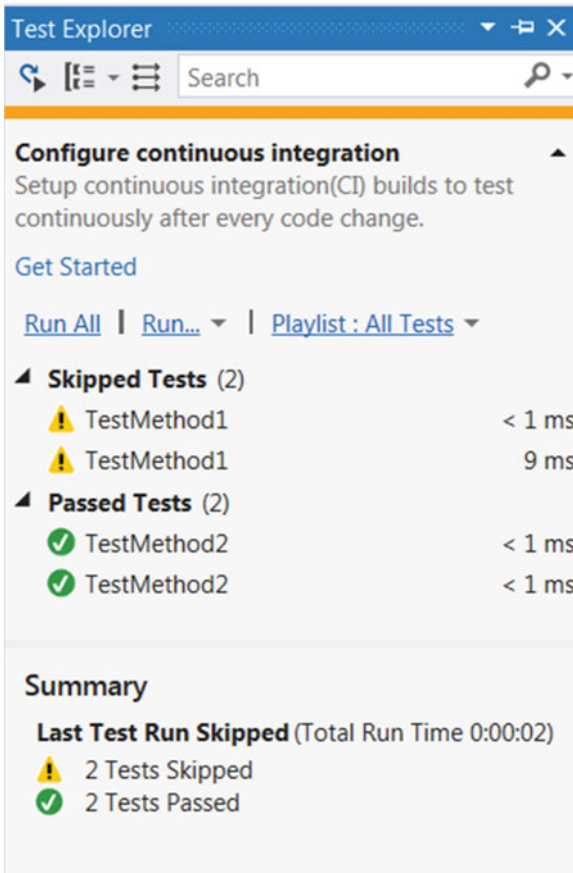 Test Explorer
Search
Configure continuous integration
Setup continuous integration(CI) builds to test
continuously after every code change.
Get Started
Run All | Run... | Playlist : All Tests
Skipped Tests (2)
TestMethod1 < 1 ms
TestMethod1 9 ms
Passed Tests (2)
TestMethod2 < 1 ms
TestMethod2 < 1 ms
Summary
Last Test Run Skipped (Total Run Time 0:00:02)
2 Tests Skipped
2 Tests Passed